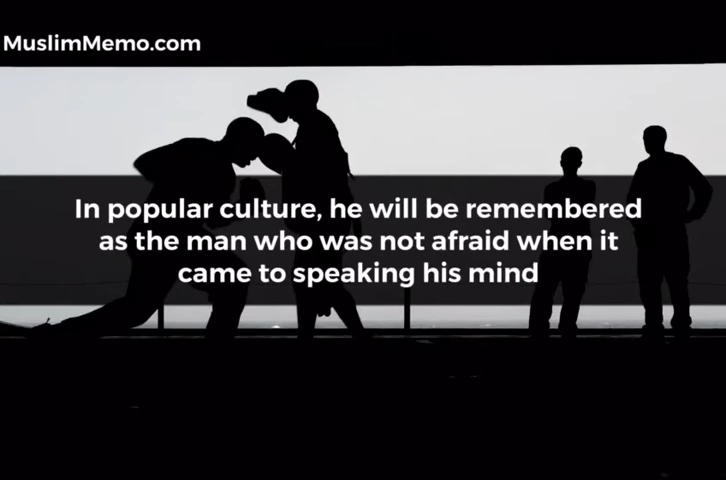 MuslimMemo.com
In popular culture, he will be remembered
as the man who was not afraid when it
came to speaking his mind